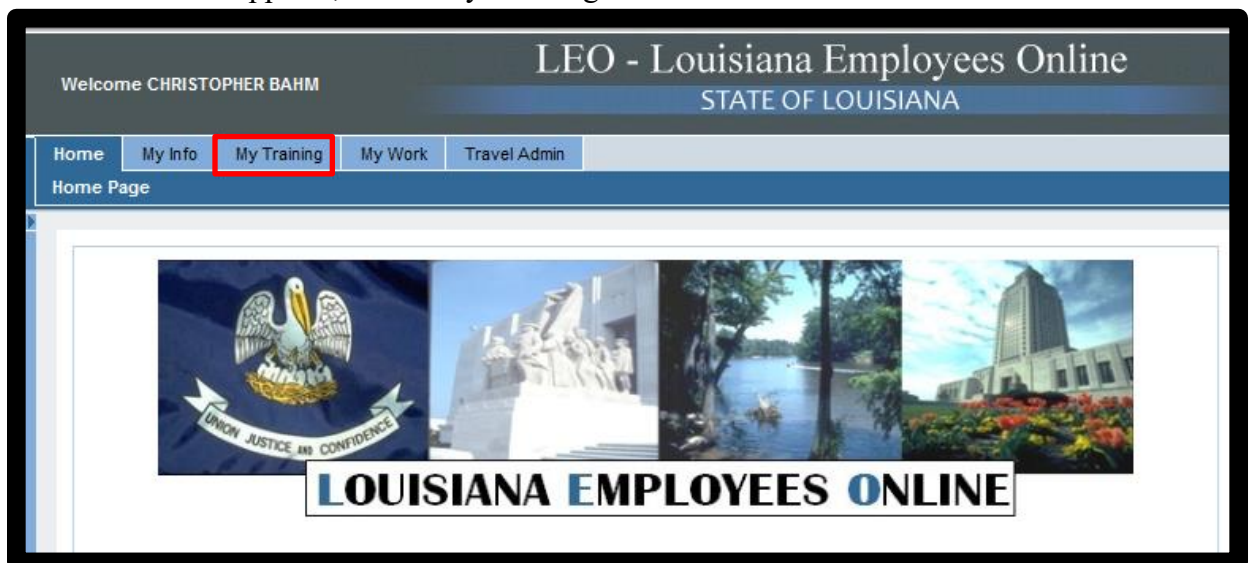 LEO - Louisiana Employees Online
Welcome CHRISTOPHER BAHM
STATE OF LOUISIANA
Home My Info My Training My Work Travel Admin
Home Page
UNION JUSTICE AND CONFIDENCE
LOUISIANA EMPLOYEES ONLINE